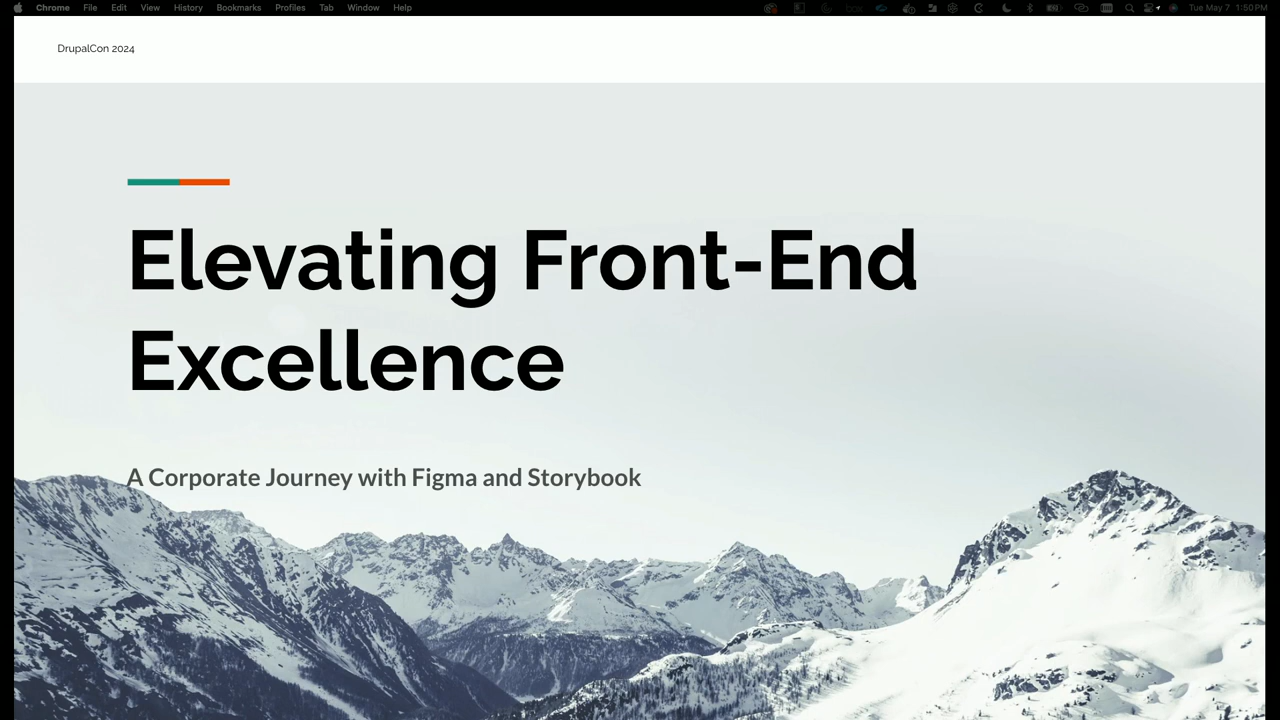 Chrome File Edit View History Bookmarks Profiles Tab Window Help Tue May 7 1:50 PM
DrupalCon 2024
Elevating Front-End
Excellence
A Corporate Journey with Figma and Storybook